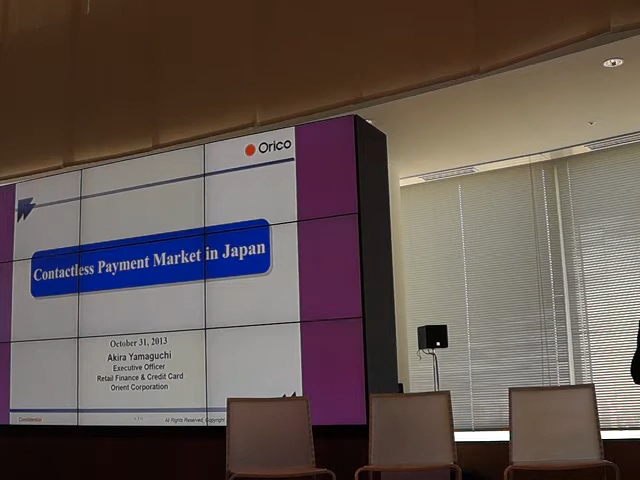 Orico
Contactless Payment Market in Japan
October 31, 2013
Akira Yamaguchi
Executive Officer
Retail Finance & Credit Card
Orient Corporation
Confidential
All Rights Reserved, Copyright